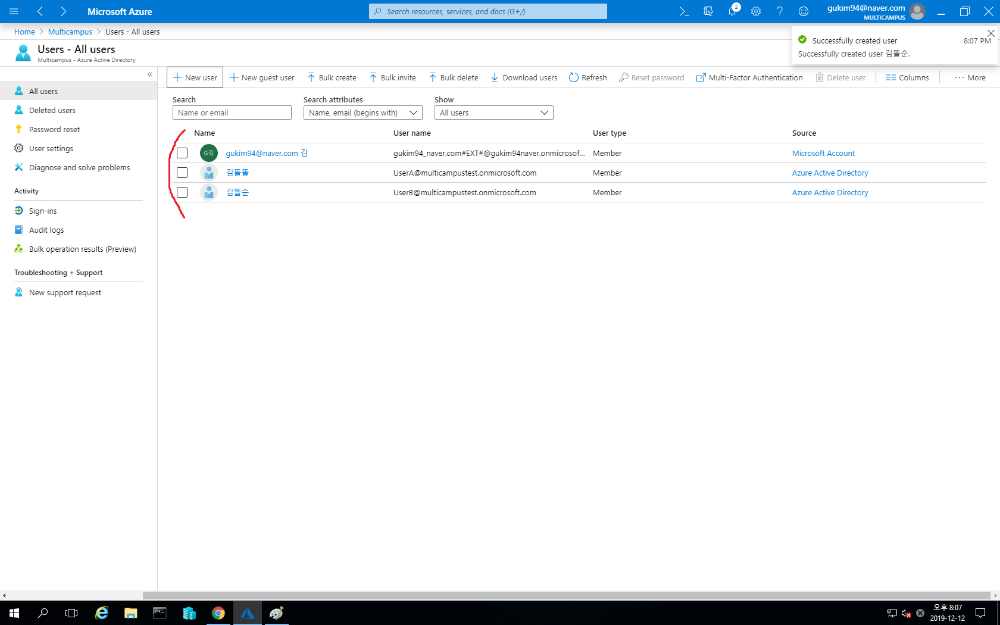 Microsoft Azure
Search resources, services, and docs (G+/)
2
gukim94@naver.com
MULTICAMPUS
Home > Multicampus > Users - All users
Users - All users
Multicampus - Azure Active Directory
Successfully created user
8:07 PM
Successfully created user 김똘순.
«
New user
New guest user
Bulk create
Bulk invite
Bulk delete
Download users
Refresh
Reset password
Multi-Factor Authentication
Delete user
Columns
More
All users
Deleted users
Password reset
User settings
Diagnose and solve problems
Activity
Sign-ins
Audit logs
Bulk operation results (Preview)
Troubleshooting + Support
New support request
Search
Search attributes
Show
Name or email
Name, email (begins with)
All users
Name
User name
User type
Source
G김
gukim94@naver.com 김
gukim94_naver.com#EXT#@gukim94naver.onmicrosof...
Member
Microsoft Account
김똘똘
UserA@multicampustest.onmicrosoft.com
Member
Azure Active Directory
김똘순
UserB@multicampustest.onmicrosoft.com
Member
Azure Active Directory
오후 8:07
2019-12-12